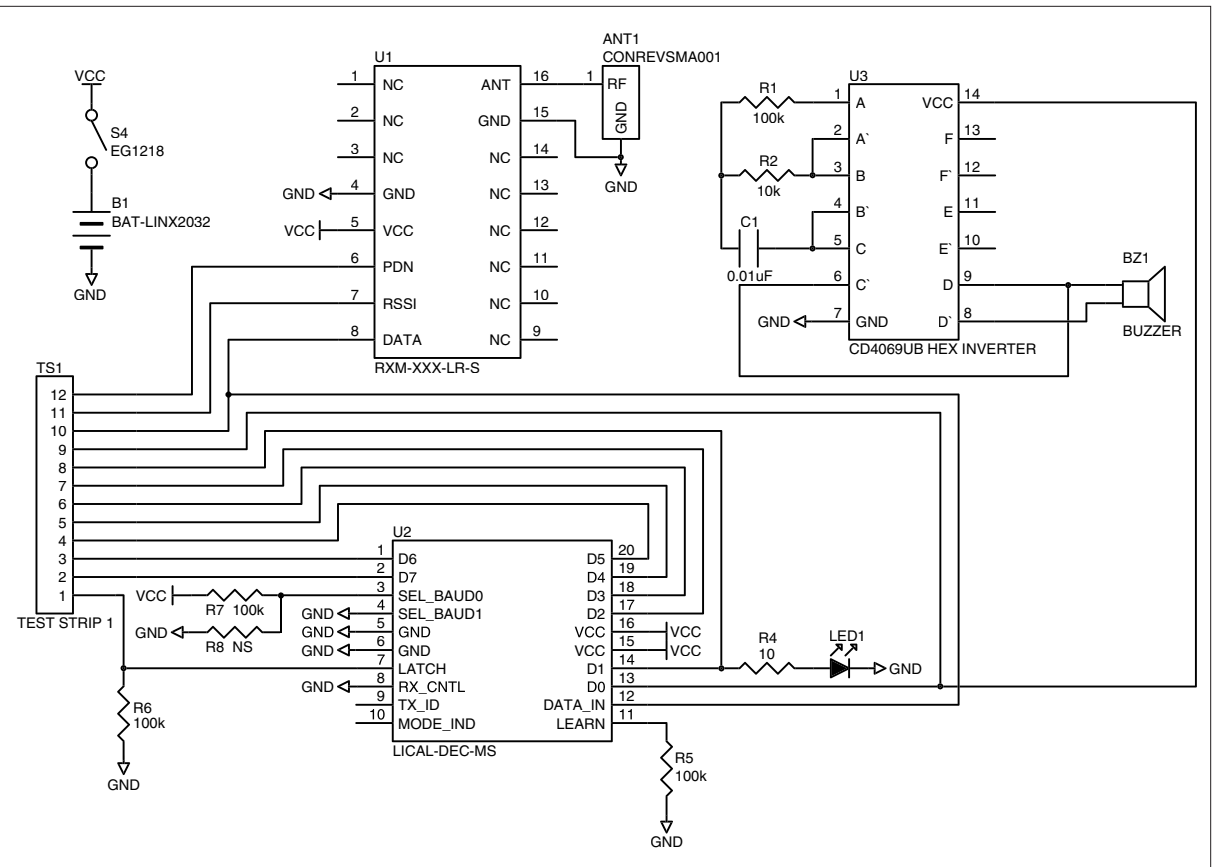 VCC
S4
EG1218
B1
BAT-LINX2032
GND
U1
1 NC
2 NC
3 NC
GND 4 GND
VCC 5 VCC
6 PDN
7 RSSI
8 DATA
ANT 16
GND 15
NC 14
NC 13
NC 12
NC 11
NC 10
NC 9
RXM-XXX-LR-S
ANT1
CONREVSMA001
1 RF
GND
GND
U3
R1
100k
R2
10k
C1
0.01uF
1 A
2 A`
3 B
4 B`
5 C
6 C`
GND 7 GND
VCC 14
F 13
F` 12
E 11
E` 10
D 9
D` 8
CD4069UB HEX INVERTER
BZ1
BUZZER
TS1
12
11
10
9
8
7
6
5
4
3
2
1
TEST STRIP 1
U2
1 D6
2 D7
3 SEL_BAUD0
GND 4 SEL_BAUD1
GND 5 GND
GND 6 GND
7 LATCH
GND 8 RX_CNTL
9 TX_ID
10 MODE_IND
D5 20
D4 19
D3 18
D2 17
VCC 16 VCC
VCC 15 VCC
D1 14
D0 13
DATA_IN 12
LEARN 11
LICAL-DEC-MS
VCC
R7 100k
GND
R8 NS
R6
100k
GND
R4
10
LED1
GND
R5
100k
GND